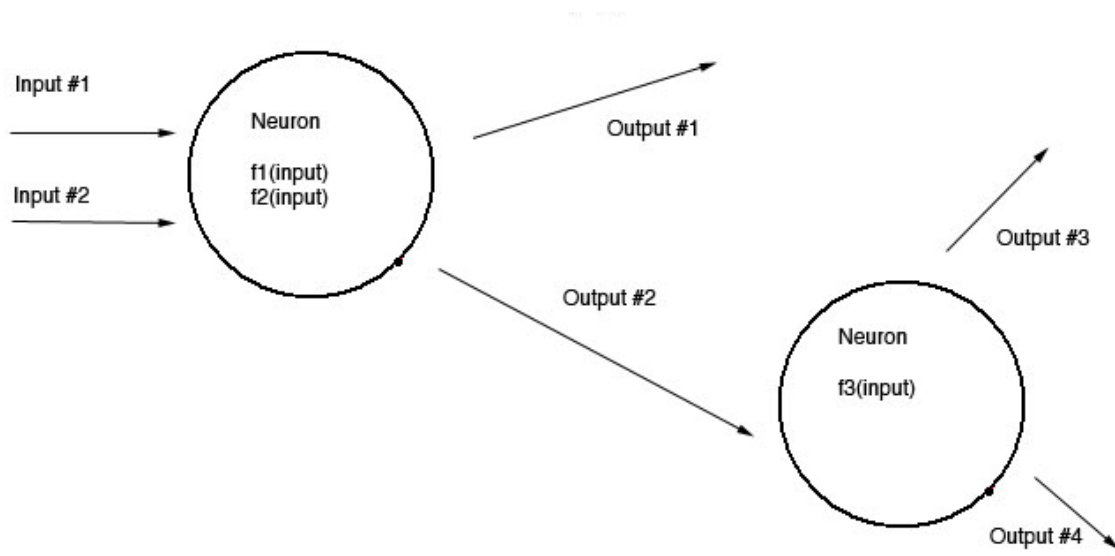 Input #1
Input #2
Neuron
f1(input)
f2(input)
Output #1
Output #2
Output #3
Neuron
f3(input)
Output #4